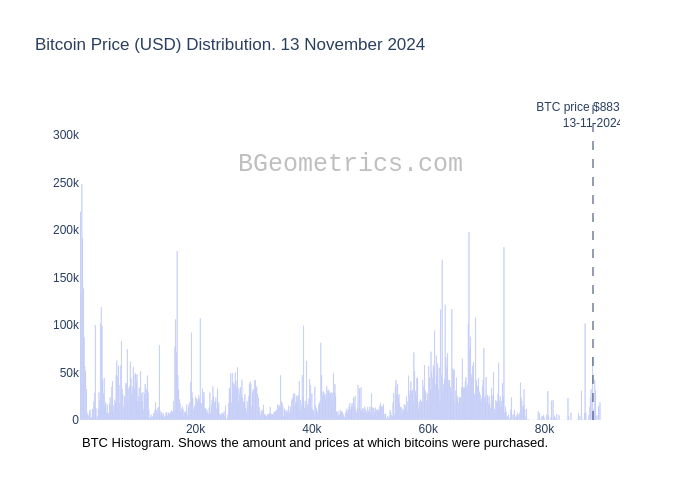 Bitcoin Price (USD) Distribution. 13 November 2024
BTC price $883
13-11-2024
300k
BGeometrics.com
250k
200k
150k
100k
50k
0
20k
40k
60k
80k
BTC Histogram. Shows the amount and prices at which bitcoins were purchased.